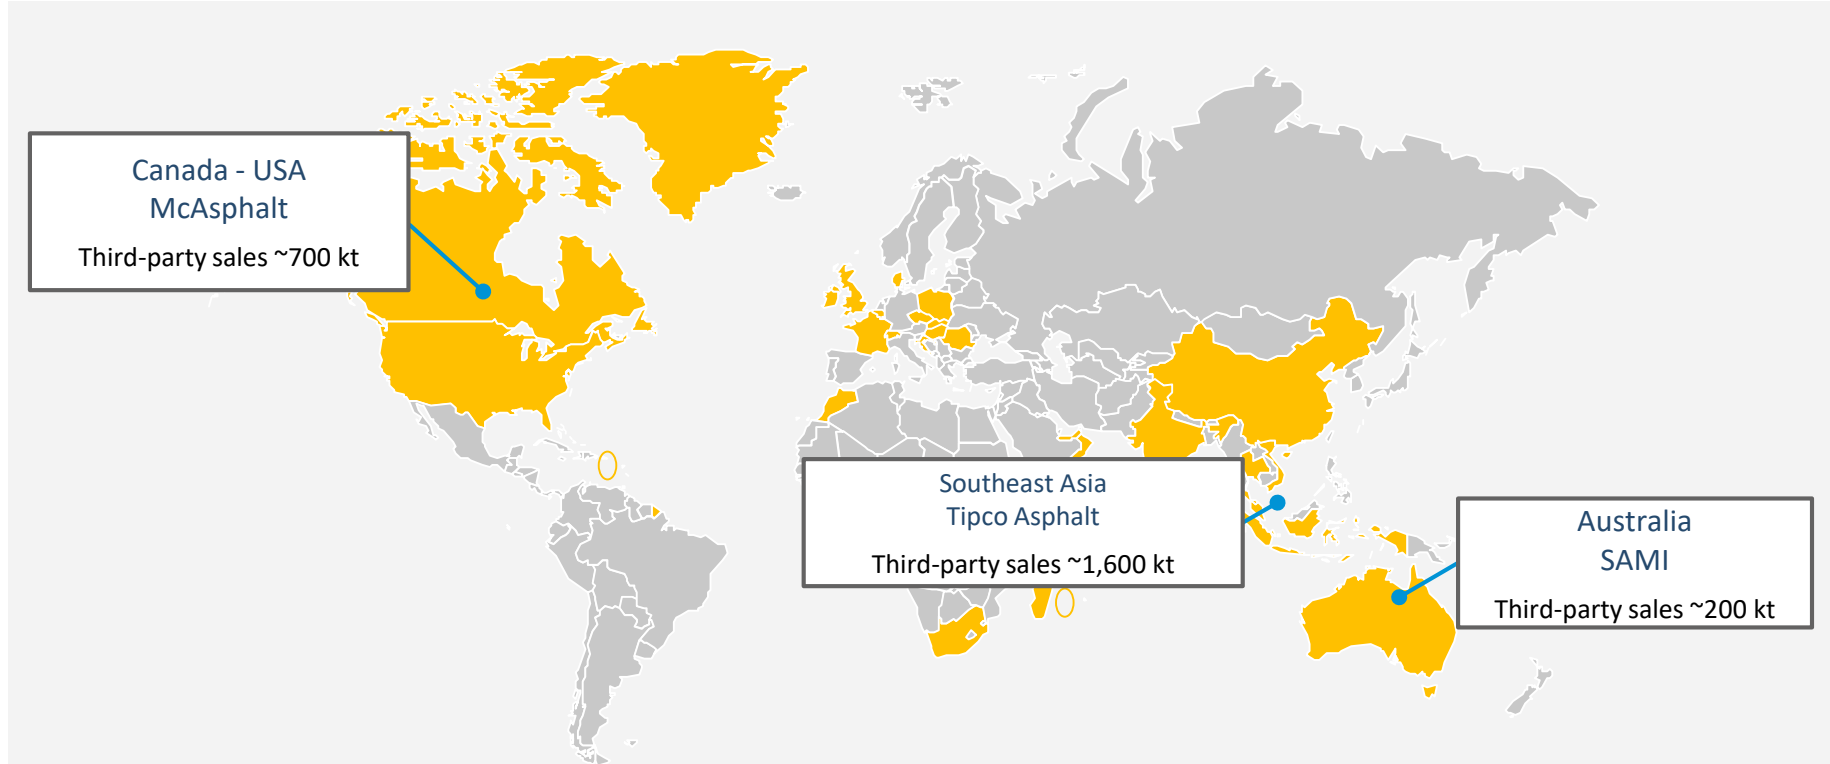 Canada - USA
McAsphalt
Third-party sales ~700 kt
Southeast Asia
Tipco Asphalt
Third-party sales ~1,600 kt
Australia
SAMI
Third-party sales ~200 kt